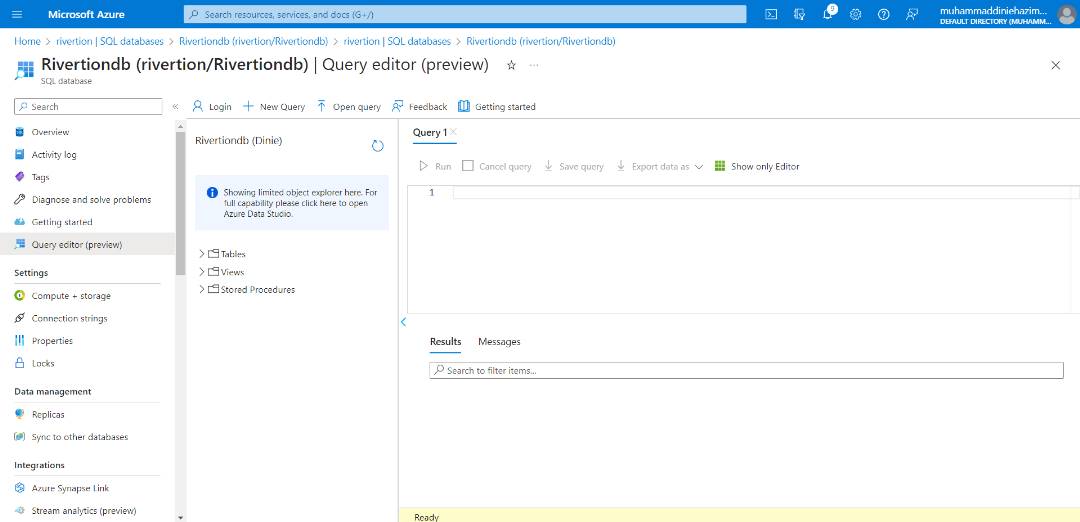 Microsoft Azure
Search resources, services, and docs (G+/)
9
muhammaddiniehazim...
DEFAULT DIRECTORY (MUHAMM...
Home > rivertion | SQL databases > Rivertiondb (rivertion/Rivertiondb) > rivertion | SQL databases > Rivertiondb (rivertion/Rivertiondb)
Rivertiondb (rivertion/Rivertiondb) | Query editor (preview)
SQL database
Search
Overview
Activity log
Tags
Diagnose and solve problems
Getting started
Query editor (preview)
Settings
Compute + storage
Connection strings
Properties
Locks
Data management
Replicas
Sync to other databases
Integrations
Azure Synapse Link
Stream analytics (preview)
Login
New Query
Open query
Feedback
Getting started
Rivertiondb (Dinie)
Showing limited object explorer here. For
full capability please click here to open
Azure Data Studio.
Tables
Views
Stored Procedures
Query 1
Run
Cancel query
Save query
Export data as
Show only Editor
1
Results
Messages
Search to filter items...
Ready